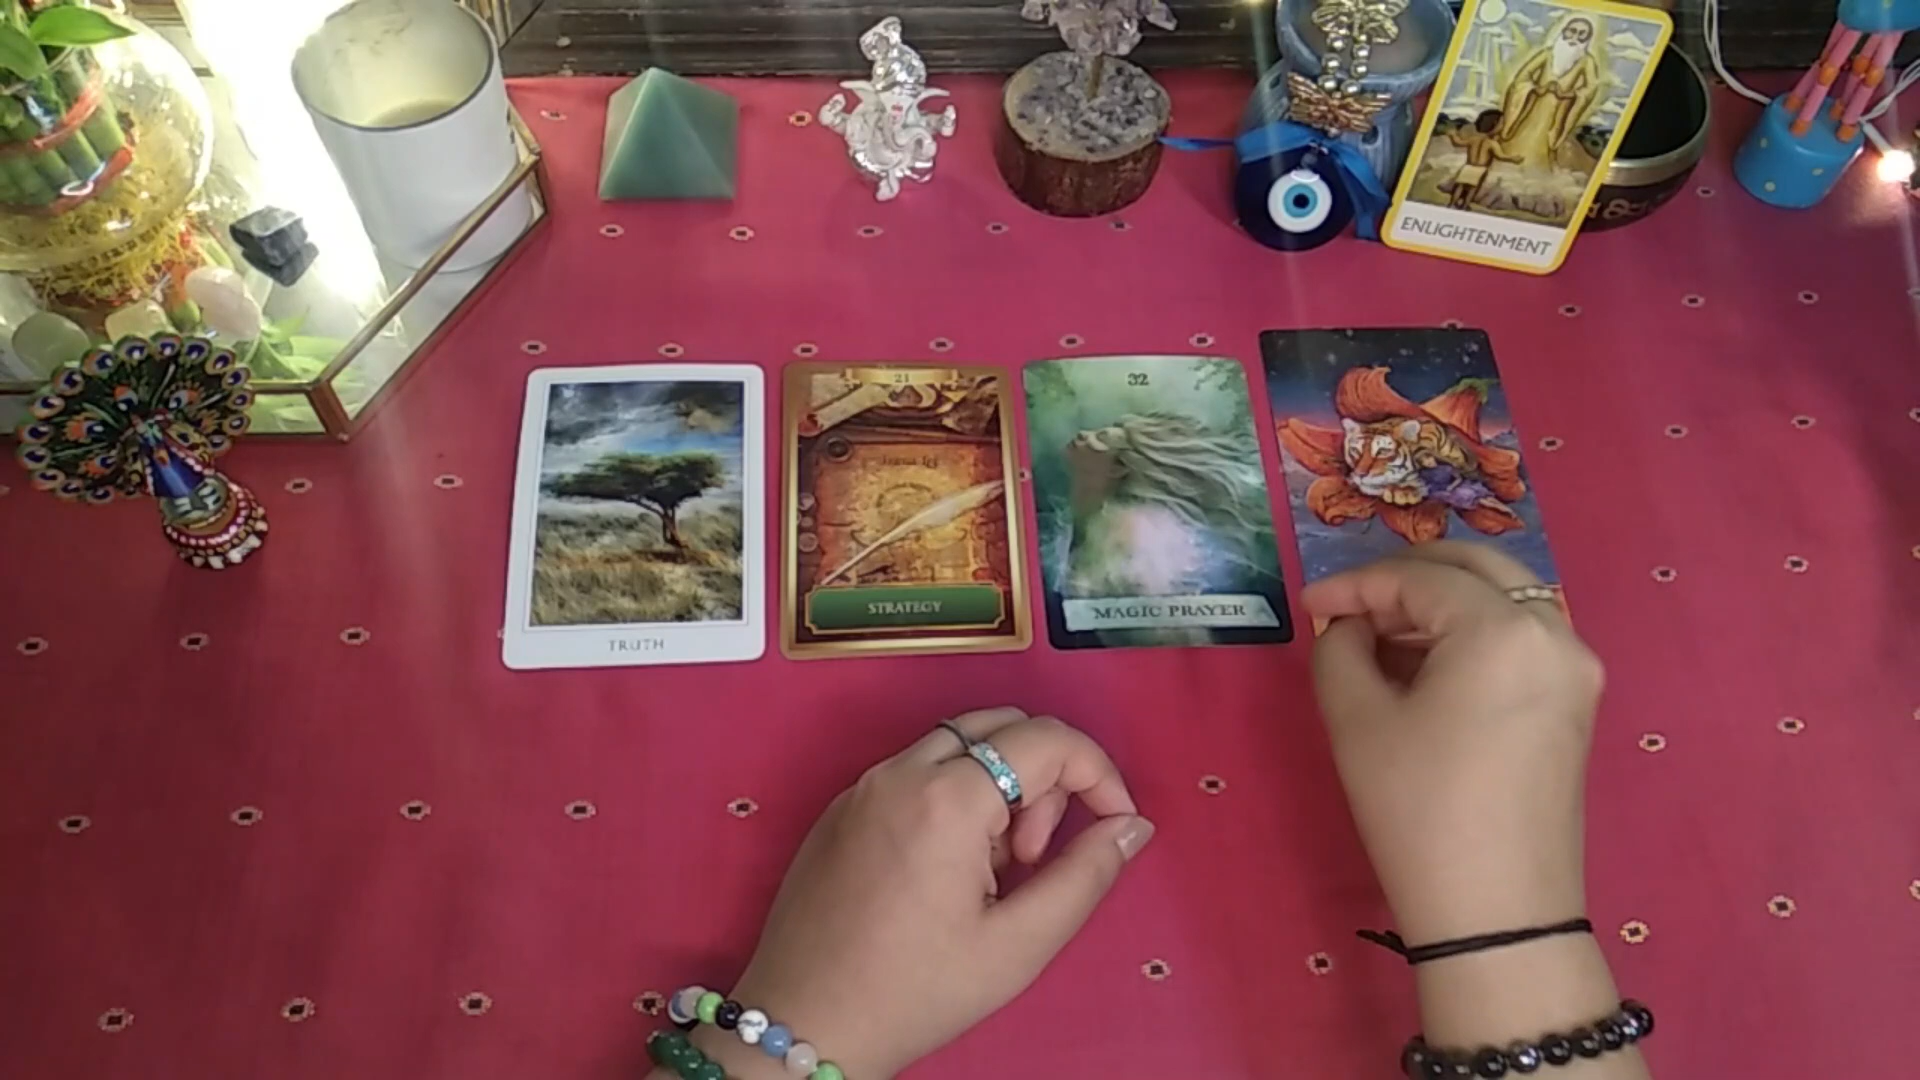 ENLIGHTENMENT
TRUTH
21
STRATEGY
32
MAGIC PRAYER